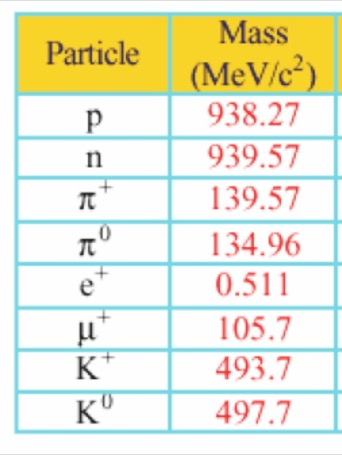 Particle Mass (MeV/c²)
p 938.27
n 939.57
π⁺ 139.57
π⁰ 134.96
e⁺ 0.511
μ⁺ 105.7
K⁺ 493.7
K⁰ 497.7